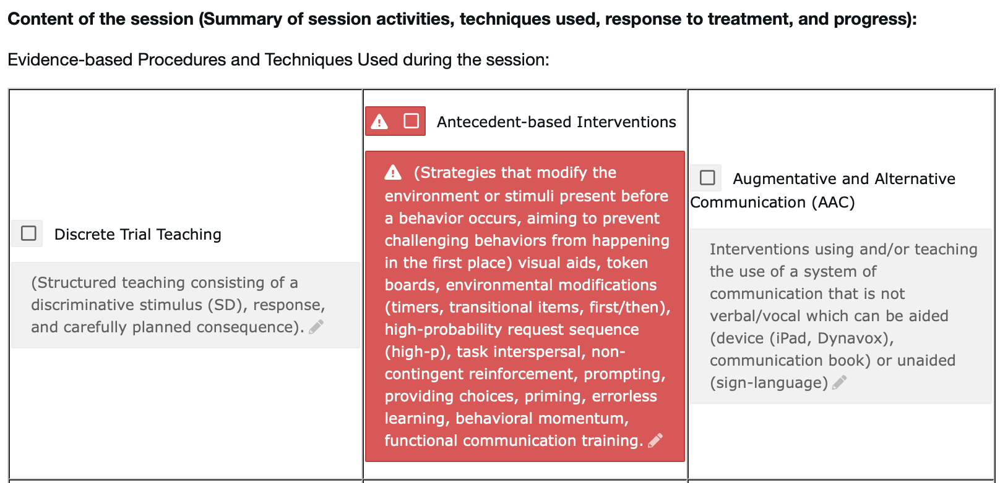 Content of the session (Summary of session activities, techniques used, response to treatment, and progress):
Evidence-based Procedures and Techniques Used during the session:
Discrete Trial Teaching
(Structured teaching consisting of a
discriminative stimulus (SD), response,
and carefully planned consequence).
Antecedent-based Interventions
(Strategies that modify the
environment or stimuli present before
a behavior occurs, aiming to prevent
challenging behaviors from happening
in the first place) visual aids, token
boards, environmental modifications
(timers, transitional items, first/then),
high-probability request sequence
(high-p), task interspersal, non-
contingent reinforcement, prompting,
providing choices, priming, errorless
learning, behavioral momentum,
functional communication training.
Augmentative and Alternative
Communication (AAC)
Interventions using and/or teaching
the use of a system of
communication that is not
verbal/vocal which can be aided
(device (iPad, Dynavox),
communication book) or unaided
(sign-language)